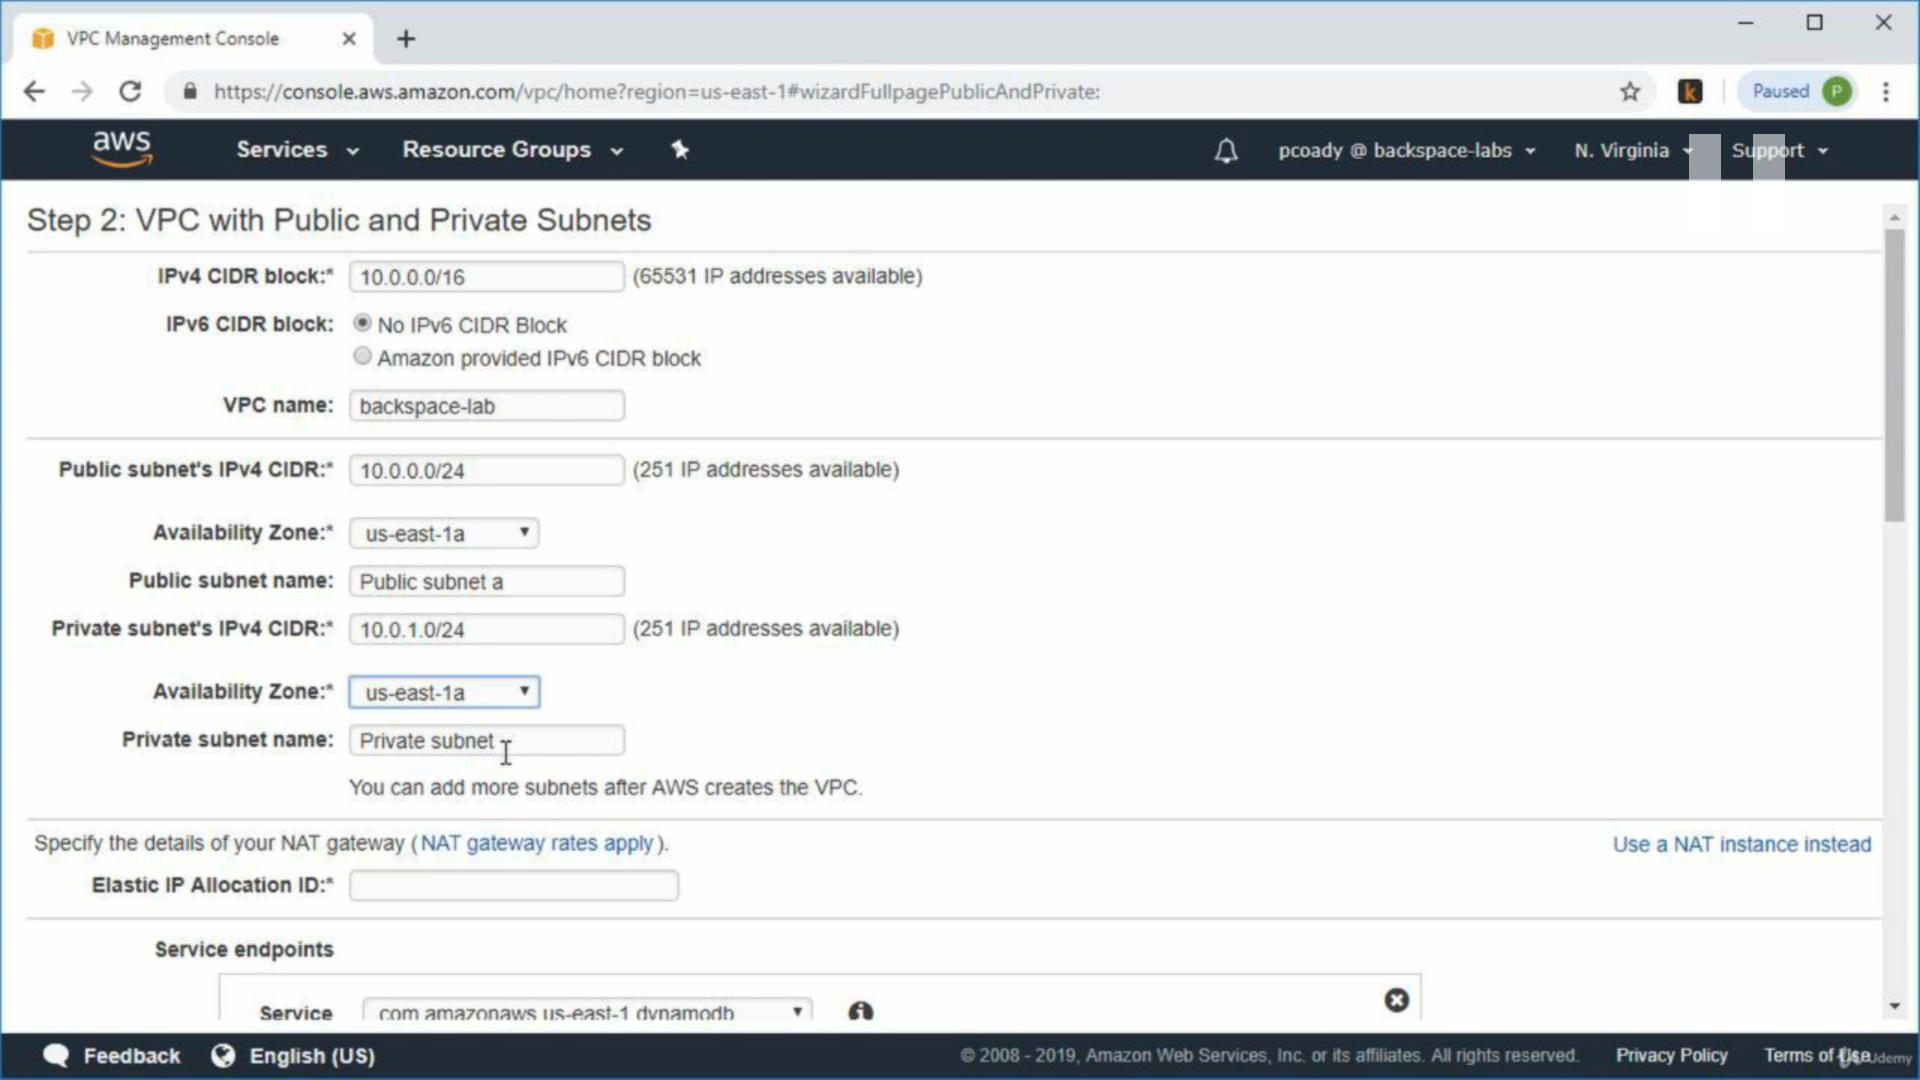 VPC Management Console
https://console.aws.amazon.com/vpc/home?region=us-east-1#wizardFullpagePublicAndPrivate:
k
Paused P
aws
Services
Resource Groups
pcoady @ backspace-labs
N. Virginia
Support
Step 2: VPC with Public and Private Subnets
IPv4 CIDR block:* 10.0.0.0/16 (65531 IP addresses available)
IPv6 CIDR block: No IPv6 CIDR Block
Amazon provided IPv6 CIDR block
VPC name: backspace-lab
Public subnet's IPv4 CIDR:* 10.0.0.0/24 (251 IP addresses available)
Availability Zone:* us-east-1a
Public subnet name: Public subnet a
Private subnet's IPv4 CIDR:* 10.0.1.0/24 (251 IP addresses available)
Availability Zone:* us-east-1a
Private subnet name: Private subnet
You can add more subnets after AWS creates the VPC.
Specify the details of your NAT gateway (NAT gateway rates apply).
Use a NAT instance instead
Elastic IP Allocation ID:*
Service endpoints
Service com.amazonaws.us-east-1.dynamodb
Feedback
English (US)
© 2008 - 2019, Amazon Web Services, Inc. or its affiliates. All rights reserved.
Privacy Policy
Terms of Use
Udemy